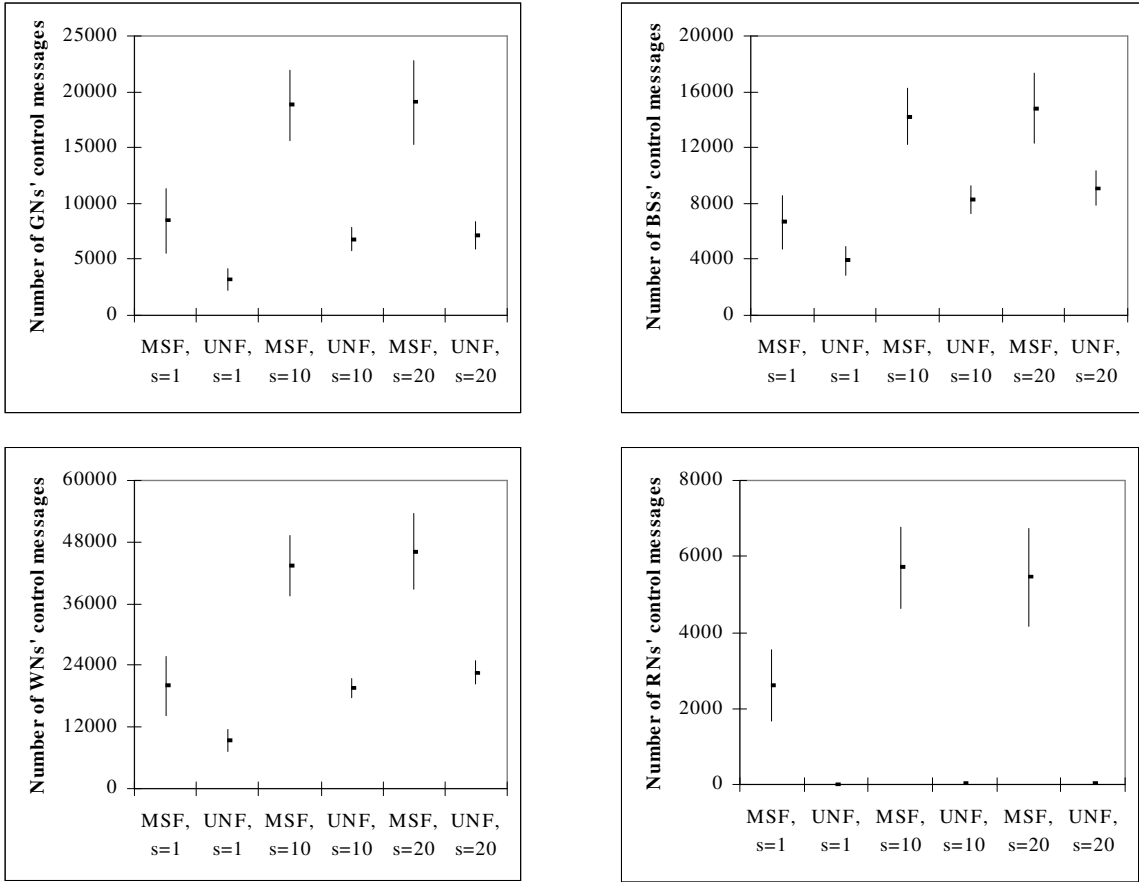 Number of GNs' control messages
25000
20000
15000
10000
5000
0
MSF, UNF, MSF, UNF, MSF, UNF,
s=1 s=1 s=10 s=10 s=20 s=20
Number of BSs' control messages
20000
16000
12000
8000
4000
0
MSF, UNF, MSF, UNF, MSF, UNF,
s=1 s=1 s=10 s=10 s=20 s=20
Number of WNs' control messages
60000
48000
36000
24000
12000
0
MSF, UNF, MSF, UNF, MSF, UNF,
s=1 s=1 s=10 s=10 s=20 s=20
Number of RNs' control messages
8000
6000
4000
2000
0
MSF, UNF, MSF, UNF, MSF, UNF,
s=1 s=1 s=10 s=10 s=20 s=20